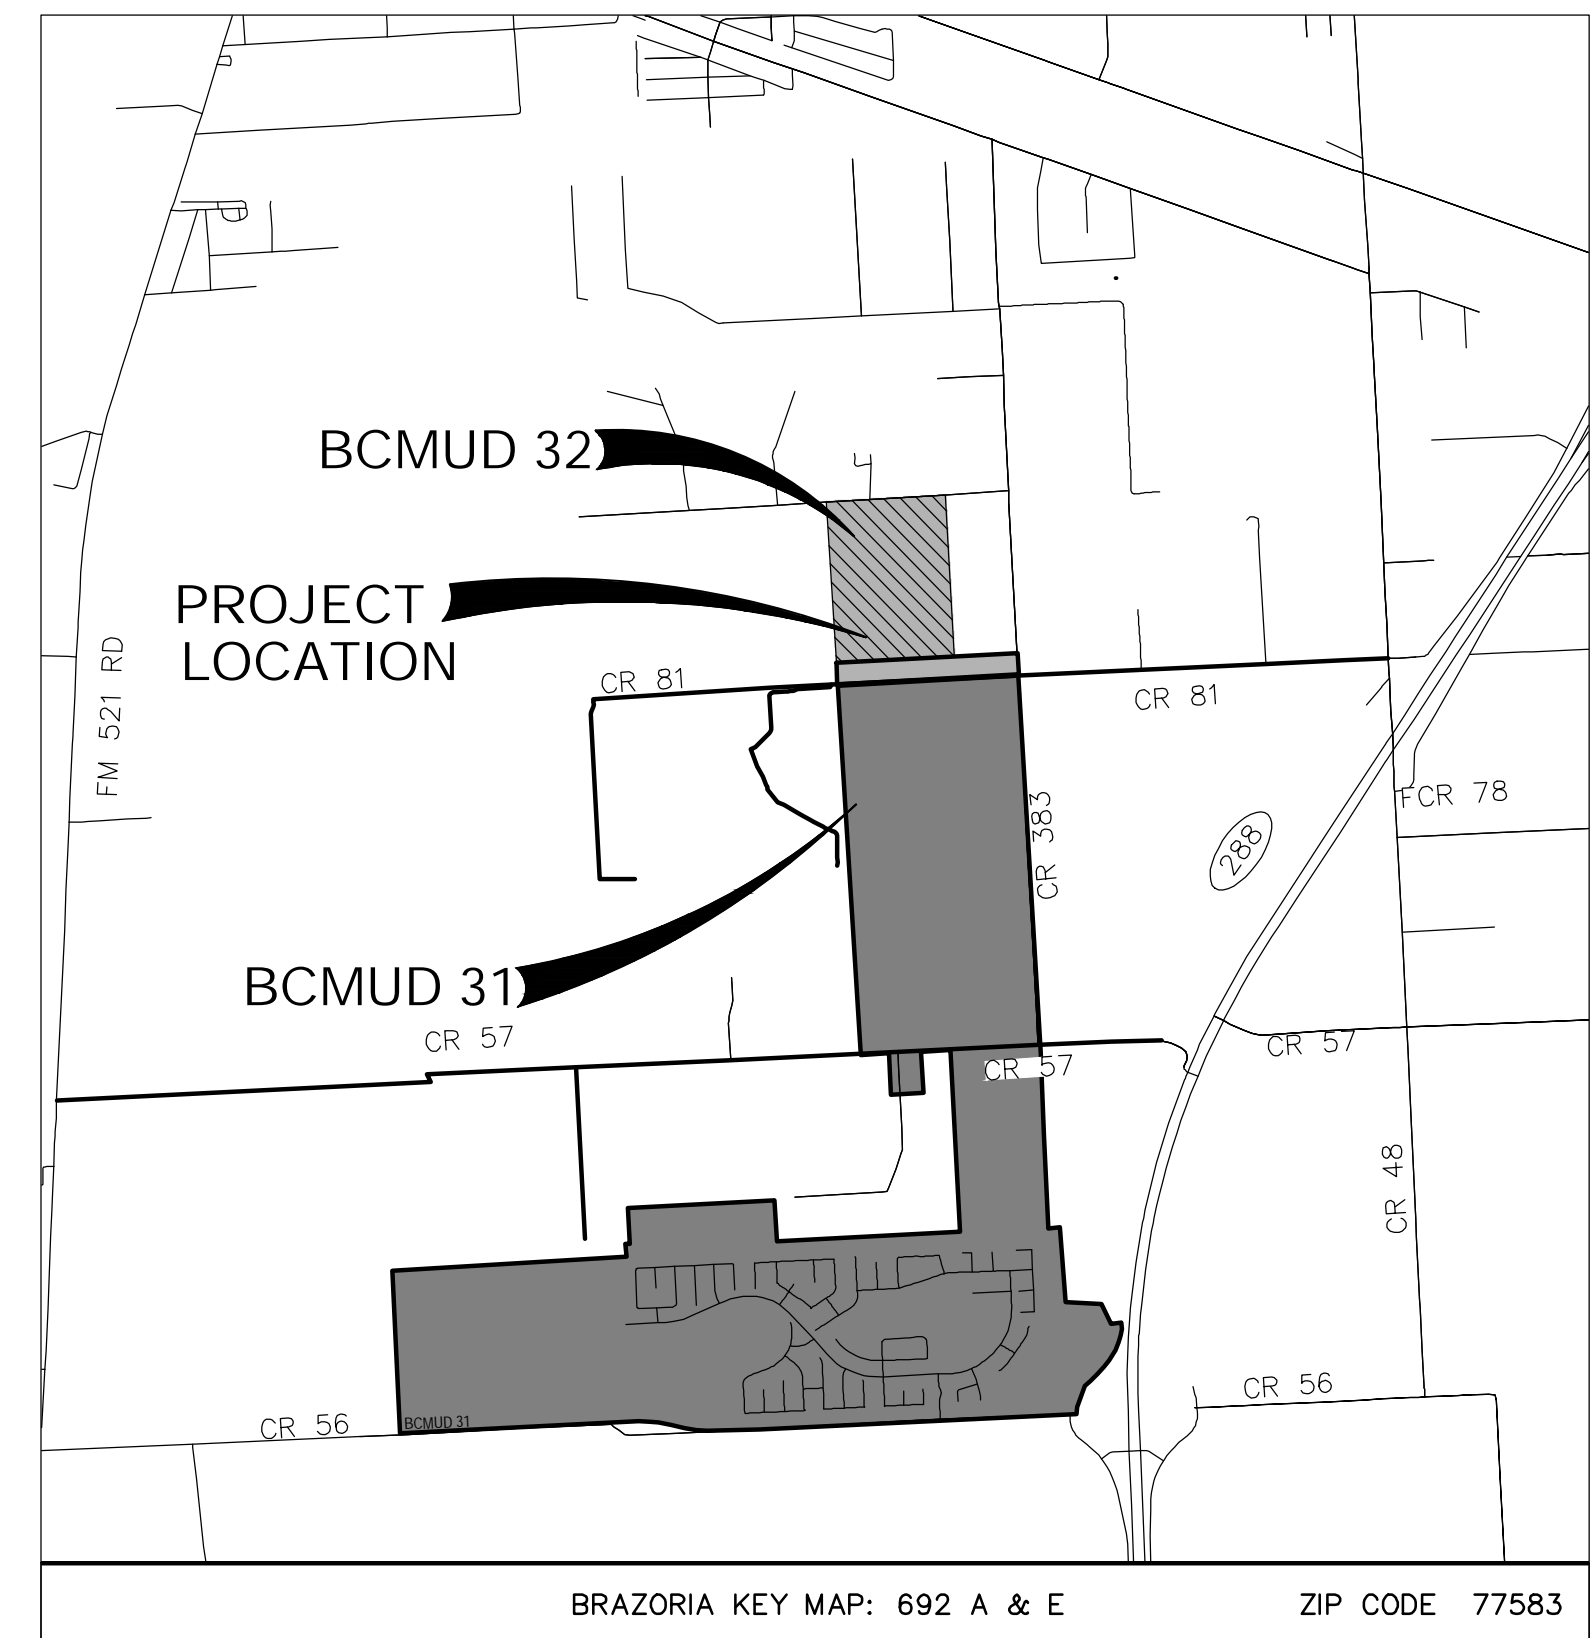 BCMUD 32
PROJECT
LOCATION
FM 521 RD
CR 81
CR 81
CR 383
FCR 78
288
BCMUD 31
CR 57
CR 57
CR 57
CR 48
CR 56
CR 56
BCMUD 31
BRAZORIA KEY MAP: 692 A & E
ZIP CODE 77583